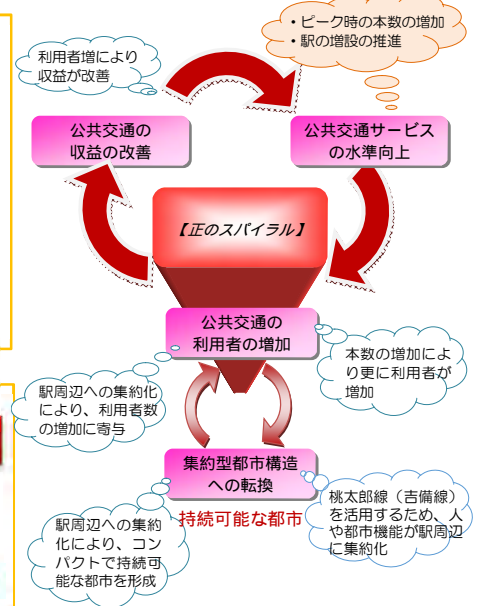 ・ピーク時の本数の増加
・駅の増設の推進
利用者増により
収益が改善
公共交通の
収益の改善
公共交通サービス
の水準向上
【正のスパイラル】
公共交通の
利用者の増加
本数の増加によ
り更に利用者が
増加
駅周辺への集約化
により、利用者数
の増加に寄与
集約型都市構造
への転換
持続可能な都市
桃太郎線（吉備線）
を活用するため、人
や都市機能が駅周辺
に集約化
駅周辺への集約
化により、コン
パクトで持続可
能な都市を形成